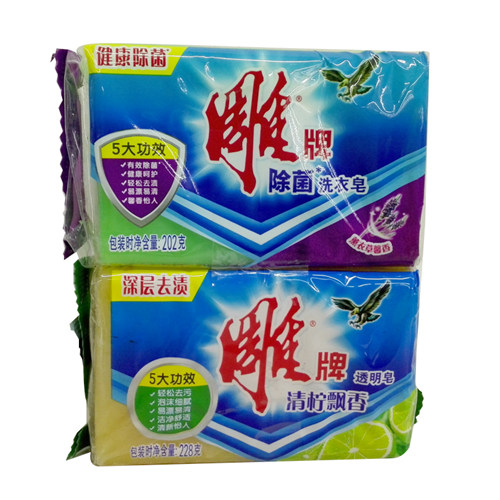 健康除菌
雕®牌
5大功效
有效除菌*
健康呵护
轻松去渍
易漂易清
馨香怡人
除菌*洗衣皂
薰衣草馨香
包装时净含量:202克
深层去渍
雕®牌
透明皂
清柠飘香
5大功效
轻松去污
泡沫细腻
易漂易清
洁净舒适
清新怡人
包装时净含量:228克